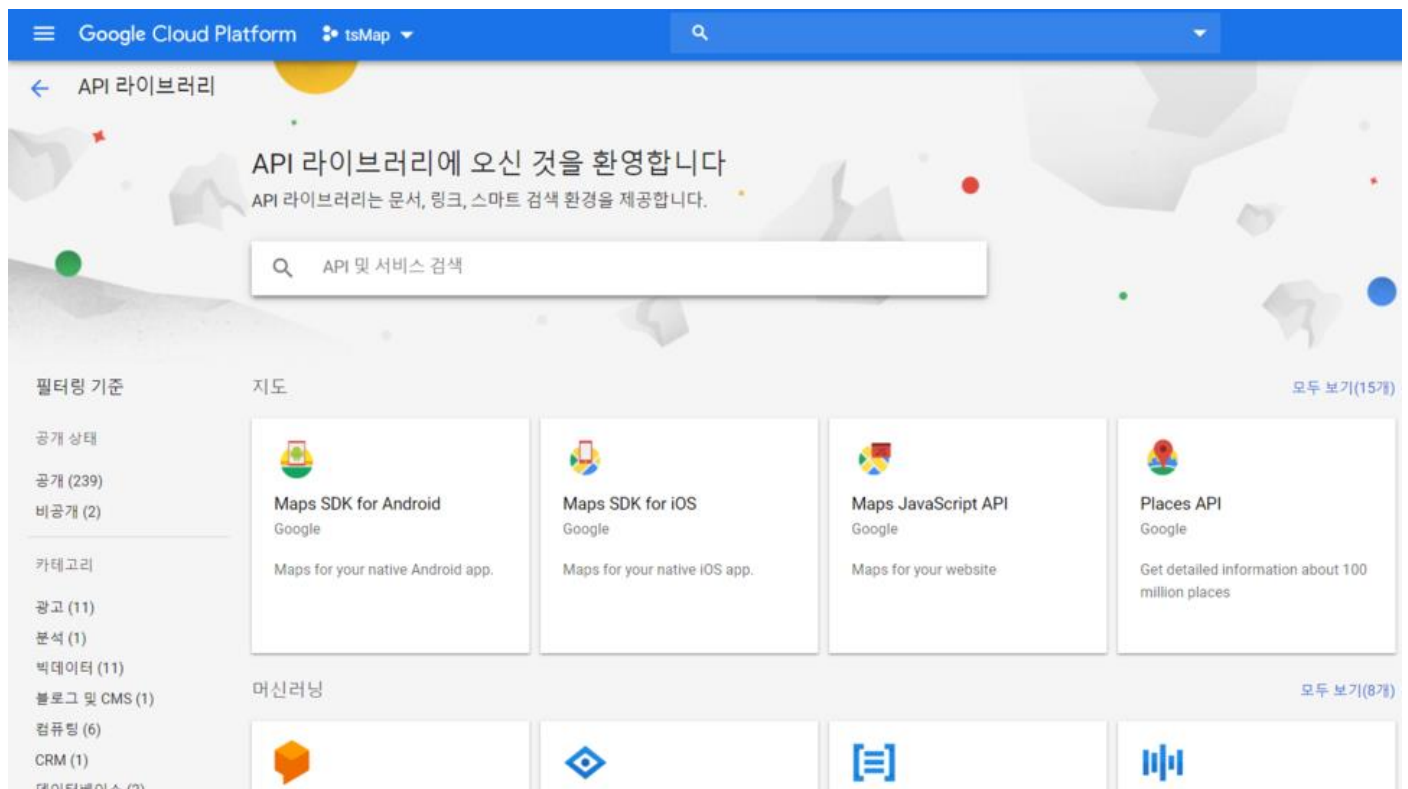 Google Cloud Platform
tsMap
API 라이브러리
API 라이브러리에 오신 것을 환영합니다
API 라이브러리는 문서, 링크, 스마트 검색 환경을 제공합니다.
API 및 서비스 검색
필터링 기준
공개 상태
공개 (239)
비공개 (2)
카테고리
광고 (11)
분석 (1)
빅데이터 (11)
블로그 및 CMS (1)
컴퓨팅 (6)
CRM (1)
지도
모두 보기(15개)
Maps SDK for Android
Google
Maps for your native Android app.
Maps SDK for iOS
Google
Maps for your native iOS app.
Maps JavaScript API
Google
Maps for your website
Places API
Google
Get detailed information about 100
million places
머신러닝
모두 보기(8개)